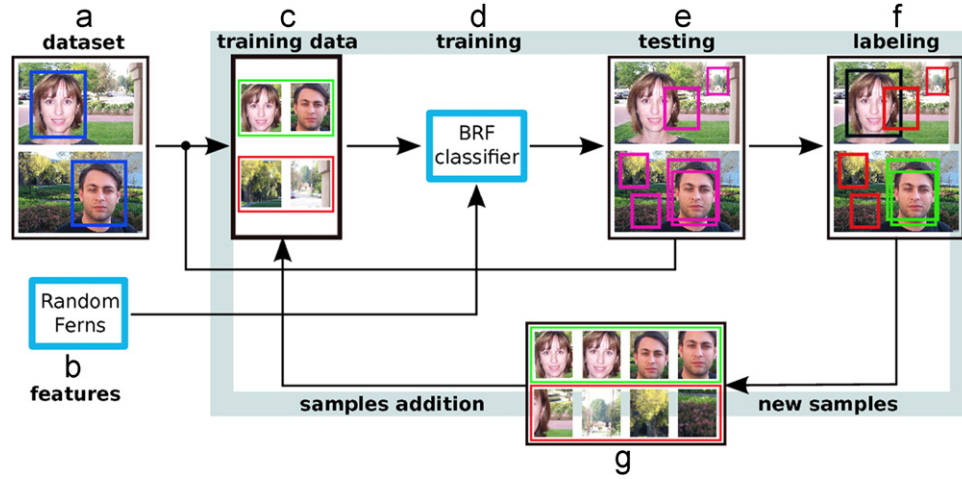 a
dataset
c
training data
d
training
e
testing
f
labeling
BRF
classifier
Random
Ferns
b
features
samples addition
new samples
g